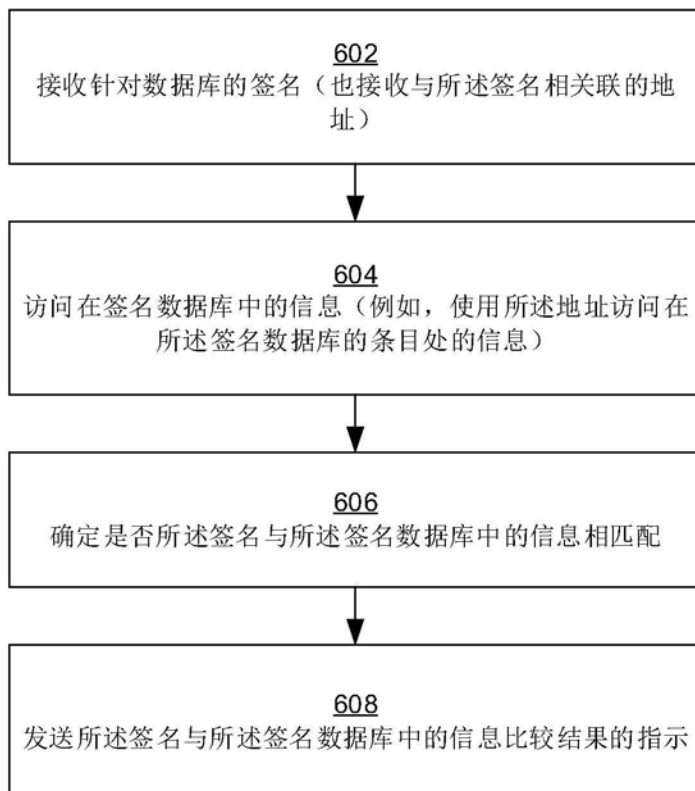 602
接收针对数据库的签名（也接收与所述签名相关联的地
址）
604
访问在签名数据库中的信息（例如，使用所述地址访问在
所述签名数据库的条目处的信息）
606
确定是否所述签名与所述签名数据库中的信息相匹配
608
发送所述签名与所述签名数据库中的信息比较结果的指示